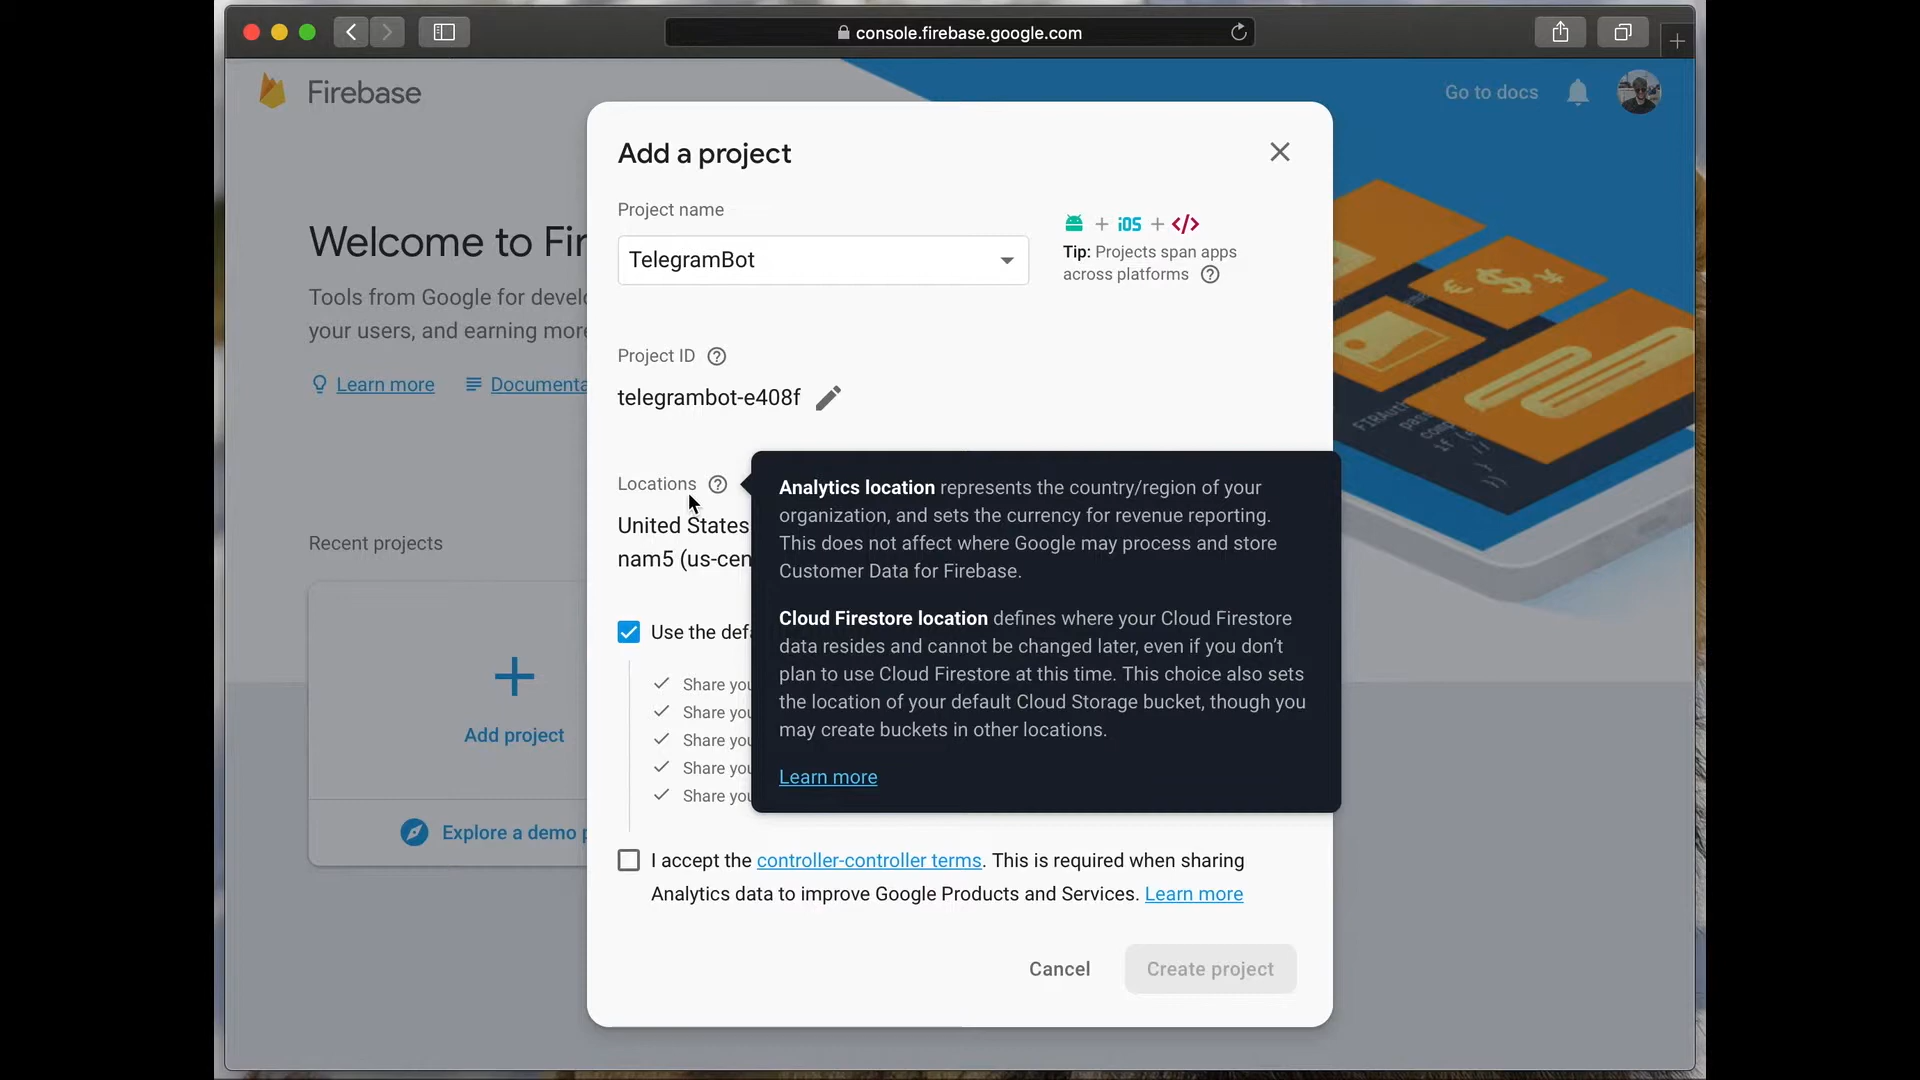 console.firebase.google.com
Firebase
Go to docs
Add a project
Project name
TelegramBot
+ iOS + </>
Tip: Projects span apps
across platforms
Welcome to Fir
Tools from Google for develo
your users, and earning more
Learn more
Documenta
Project ID
telegrambot-e408f
Locations
United States
nam5 (us-cen
Analytics location represents the country/region of your
organization, and sets the currency for revenue reporting.
This does not affect where Google may process and store
Customer Data for Firebase.
Cloud Firestore location defines where your Cloud Firestore
data resides and cannot be changed later, even if you don't
plan to use Cloud Firestore at this time. This choice also sets
the location of your default Cloud Storage bucket, though you
may create buckets in other locations.
Learn more
Recent projects
Add project
Explore a demo p
Use the defa
Share you
Share you
Share you
Share you
Share you
I accept the controller-controller terms. This is required when sharing
Analytics data to improve Google Products and Services. Learn more
Cancel
Create project